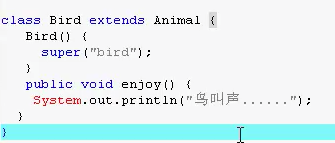 class Bird extends Animal {
Bird() {
super("bird");
}
public void enjoy() {
System.out.println("鸟叫声......");
}
}